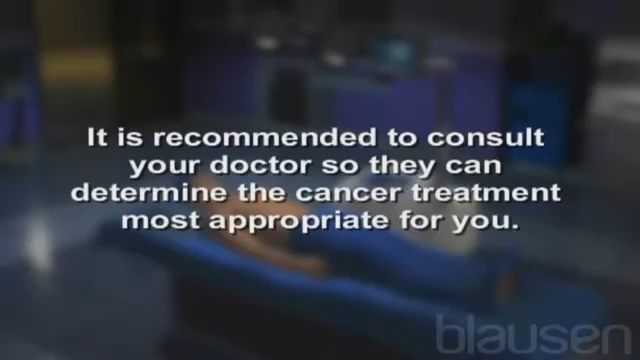 It is recommended to consult
your doctor so they can
determine the cancer treatment
most appropriate for you.
blausen